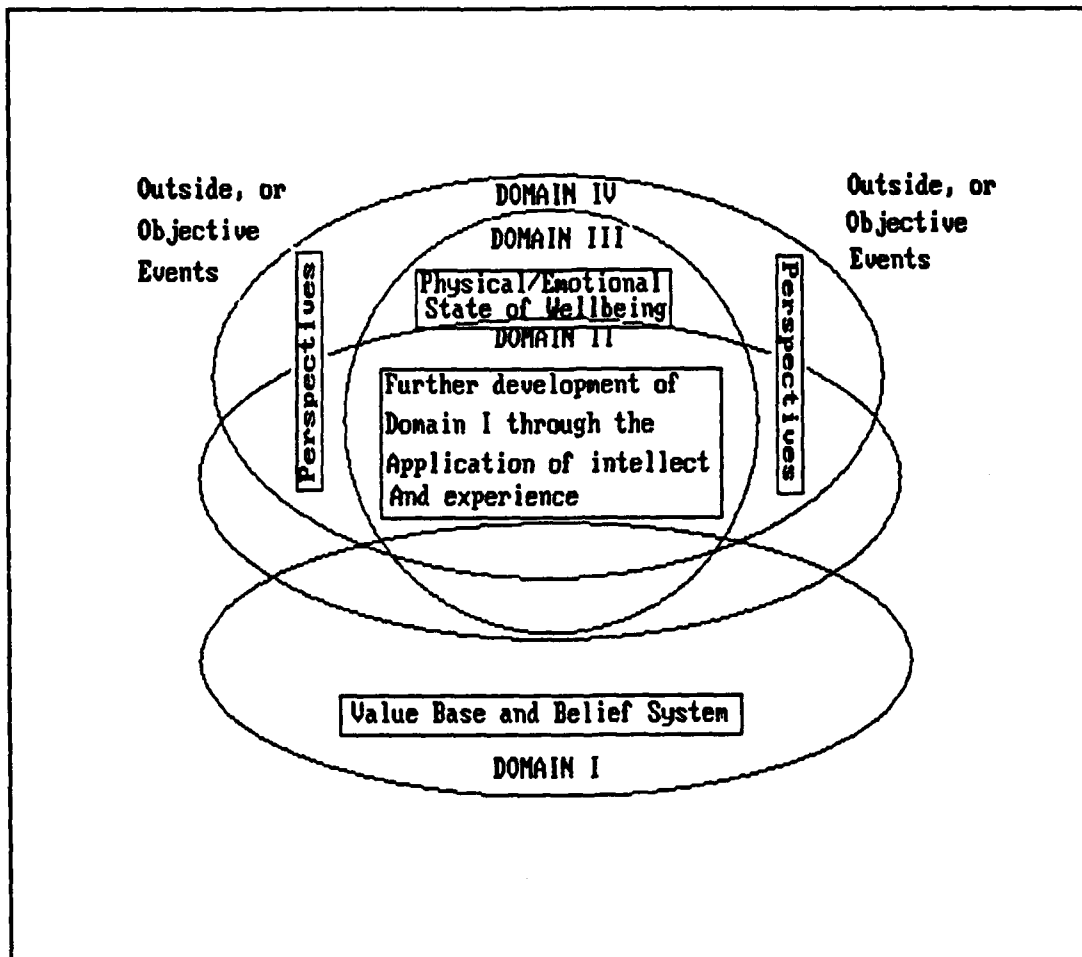 Outside, or
Objective
Events
DOMAIN IV
Outside, or
Objective
Events
DOMAIN III
Perspectives
Physical/Emotional
State of Wellbeing
Perspectives
DOMAIN II
Further development of
Domain I through the
Application of intellect
And experience
Value Base and Belief System
DOMAIN I